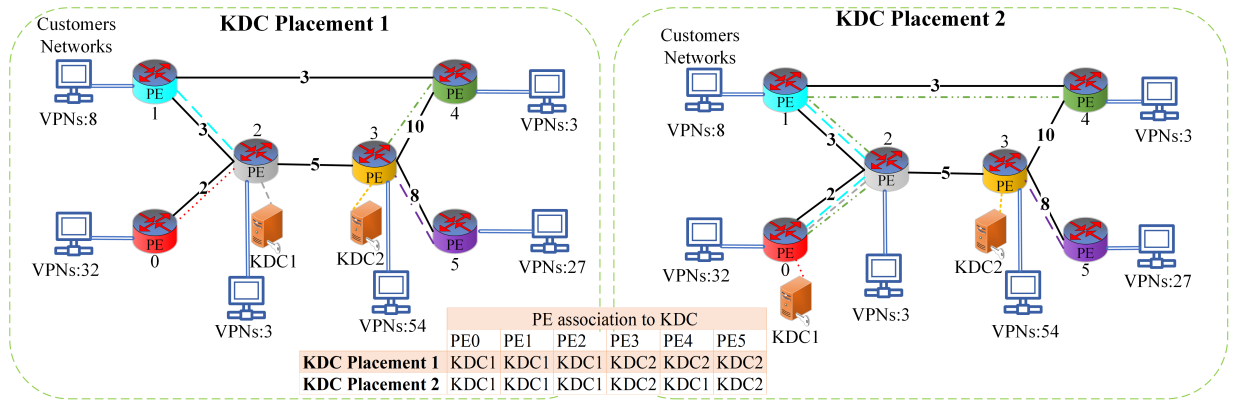 KDC Placement 1
Customers
Networks
VPNs:8
PE
1
3
PE
4
VPNs:3
3
2
PE
5
3
PE
10
2
8
VPNs:32
PE
0
KDC1
KDC2
PE
5
VPNs:27
VPNs:3
VPNs:54
KDC Placement 2
Customers
Networks
VPNs:8
PE
1
3
PE
4
VPNs:3
3
2
PE
5
3
PE
10
2
8
VPNs:32
PE
0
KDC1
KDC2
PE
5
VPNs:27
VPNs:3
VPNs:54
PE association to KDC
PE0 PE1 PE2 PE3 PE4 PE5
KDC Placement 1 KDC1 KDC1 KDC1 KDC2 KDC2 KDC2
KDC Placement 2 KDC1 KDC1 KDC1 KDC2 KDC1 KDC2